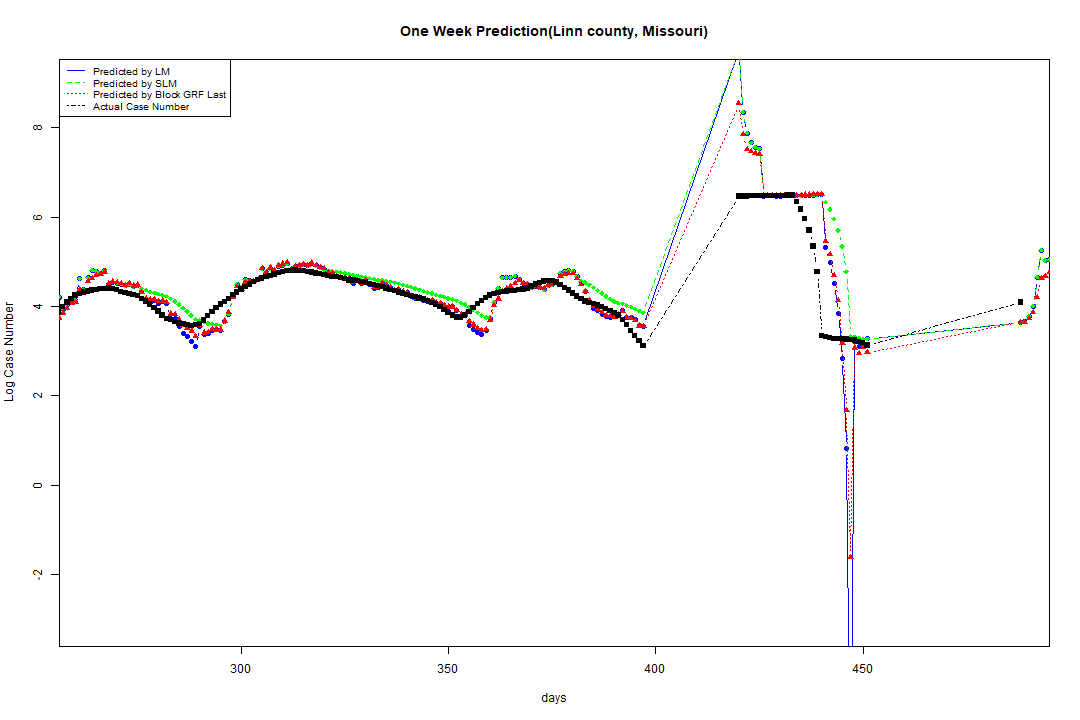 One Week Prediction(Linn county, Missouri)
Predicted by LM
Predicted by SLM
Predicted by Block GRF Last
Actual Case Number
8
6
4
2
0
-2
Log Case Number
300
350
400
450
days